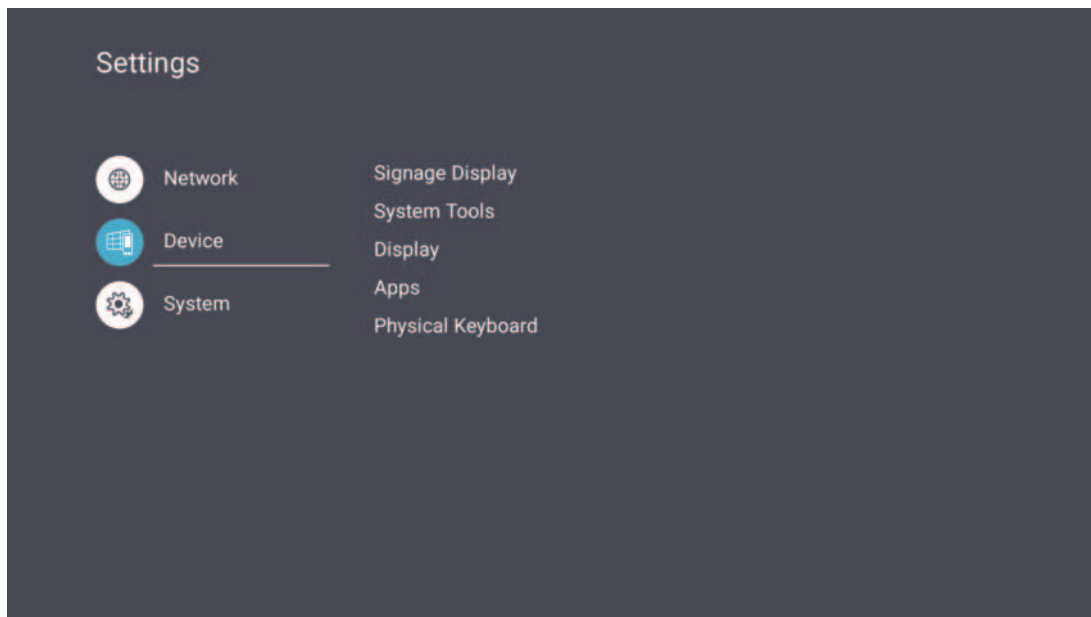 Settings
Network
Device
System
Signage Display
System Tools
Display
Apps
Physical Keyboard